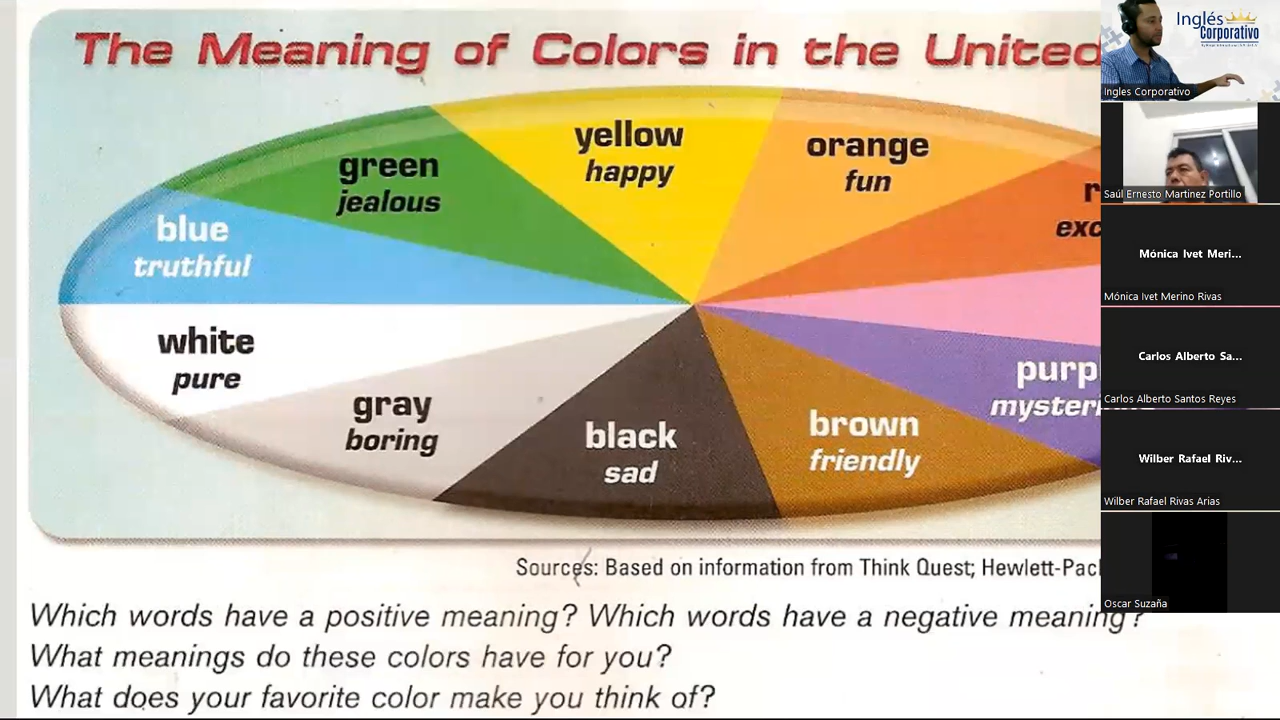 The Meaning of Colors in the United
green
jealous
yellow
happy
orange
fun
blue
truthful
white
pure
gray
boring
black
sad
brown
friendly
Sources: Based on information from Think Quest;
Which words have a positive meaning? Which words have a negative meaning?
What meanings do these colors have for you?
What does your favorite color make you think of?
Inglés
Corporativo
Ingles Corporativo
Saúl Ernesto Martinez Portillo
Mónica Ivet Meri...
Mónica Ivet Merino Rivas
Carlos Alberto Sa...
Carlos Alberto Santos Reyes
Wilber Rafael Riv...
Wilber Rafael Rivas Arias
Oscar Suzaña